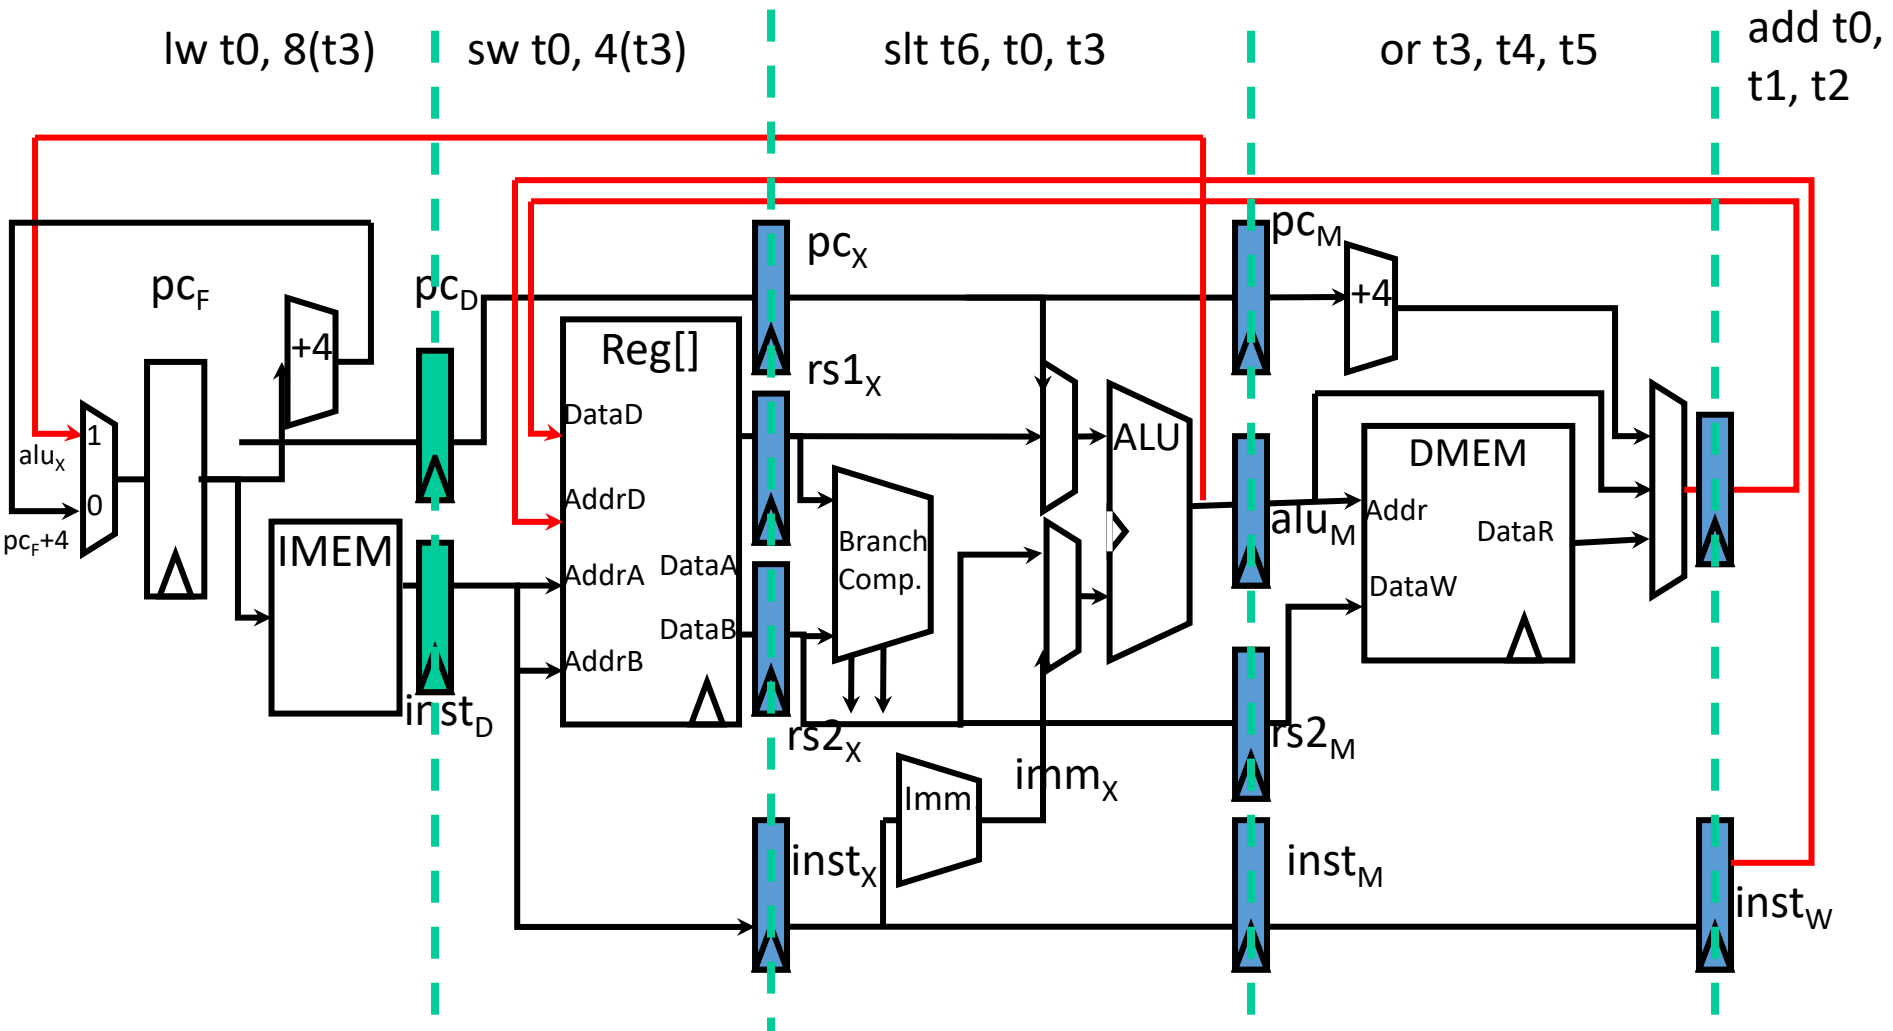 lw t0, 8(t3)
sw t0, 4(t3)
slt t6, t0, t3
or t3, t4, t5
add t0,
t1, t2
pcF
+4
pcD
1
aluX
0
pcF+4
IMEM
instD
Reg[]
DataD
AddrD
AddrA
DataA
DataB
AddrB
pcX
rs1X
Branch
Comp.
rs2X
Imm
immX
instX
ALU
pcM
+4
aluM
DMEM
Addr
DataR
DataW
rs2M
instM
instW